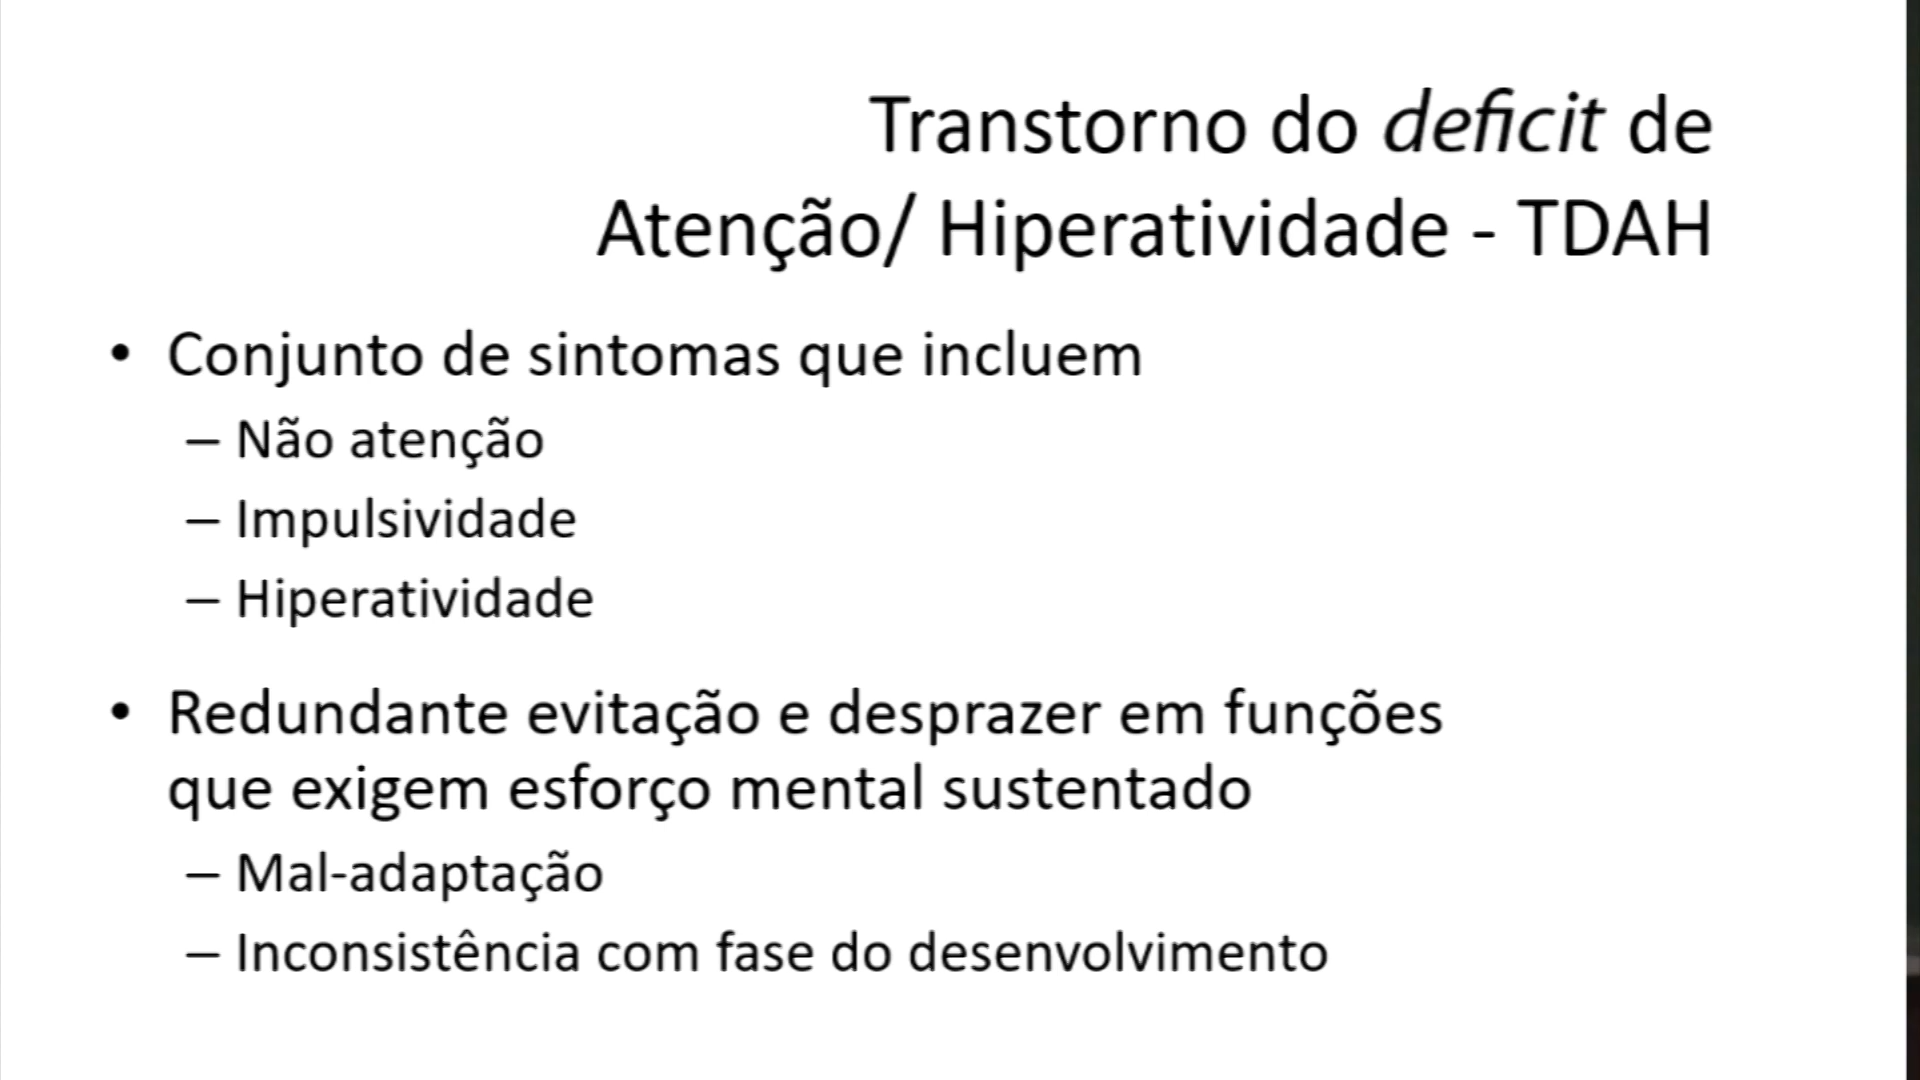 Transtorno do deficit de
Atenção/ Hiperatividade - TDAH
• Conjunto de sintomas que incluem
– Não atenção
– Impulsividade
– Hiperatividade
• Redundante evitação e desprazer em funções
que exigem esforço mental sustentado
– Mal-adaptação
– Inconsistência com fase do desenvolvimento